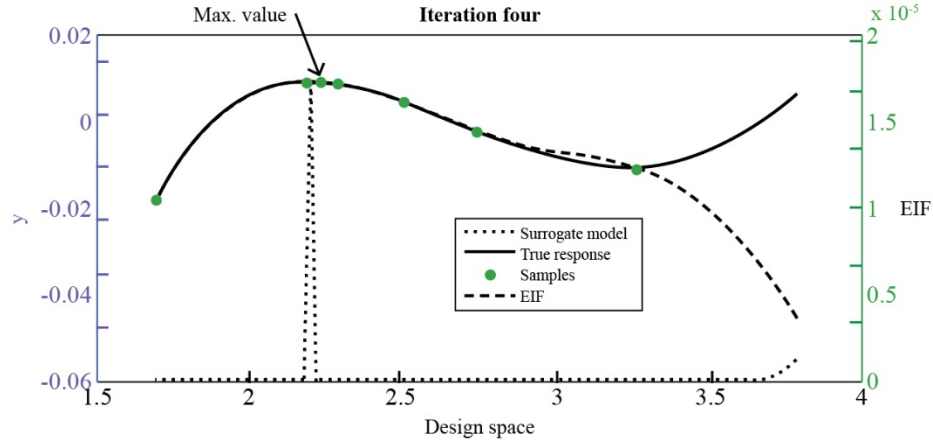 Max. value
Iteration four
x 10⁻⁵
0.02
0
-0.02
-0.04
-0.06
y
2
1.5
1
0.5
0
EIF
Surrogate model
True response
Samples
EIF
1.5
2
2.5
3
3.5
4
Design space